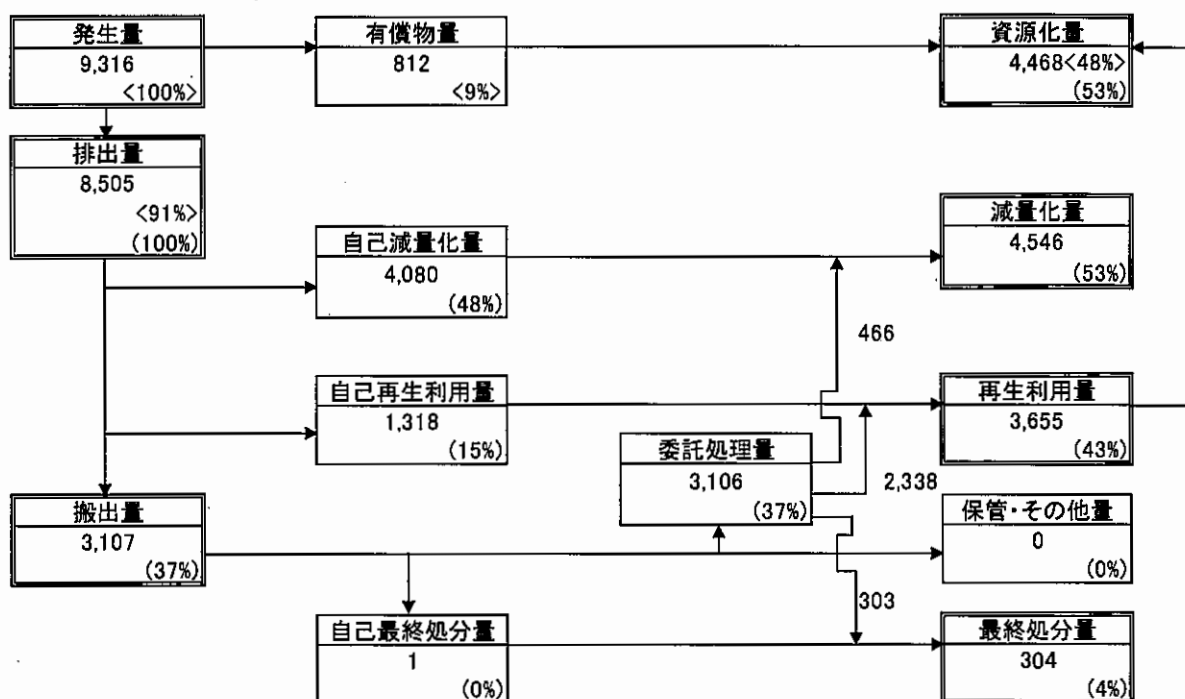 発生量
9,316
<100%>
有償物量
812
<9%>
資源化量
4,468<48%>
(53%)
排出量
8,505
<91%>
(100%)
自己減量化量
4,080
(48%)
減量化量
4,546
(53%)
466
自己再生利用量
1,318
(15%)
再生利用量
3,655
(43%)
委託処理量
3,106
(37%)
2,338
搬出量
3,107
(37%)
保管・その他量
0
(0%)
303
自己最終処分量
1
(0%)
最終処分量
304
(4%)